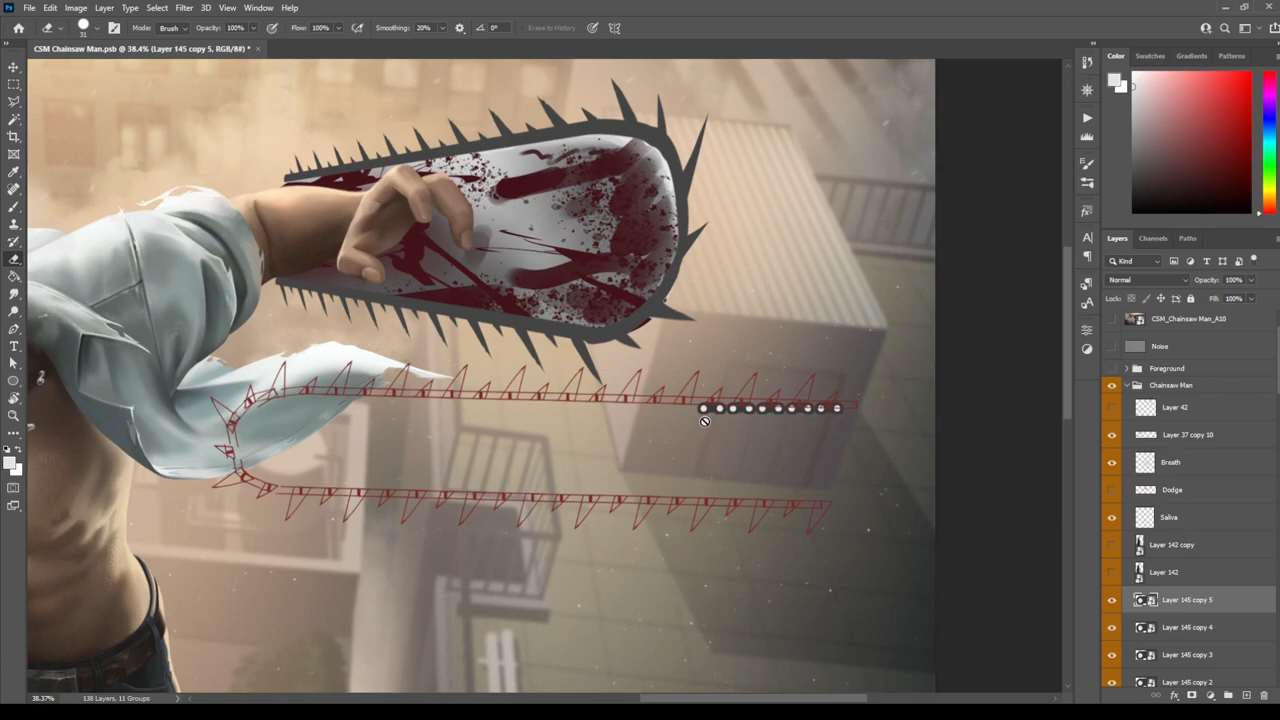 Ps File Edit Image Layer Type Select Filter 3D View Window Help
31 Mode: Brush Opacity: 100% Flow: 100% Smoothing: 20% 0° Erase to History
CSM Chainsaw Man.psb @ 38.4% (Layer 145 copy 5, RGB/8#) * ×
Color Swatches Gradients Patterns
Layers Channels Paths
Kind
Normal Opacity: 100%
Lock: Fill: 100%
CSM_Chainsaw Man_A10
Noise
Foreground
Chainsaw Man
Layer 42
Layer 37 copy 10
Breath
Dodge
Saliva
Layer 142 copy
Layer 142
Layer 145 copy 5
Layer 145 copy 4
Layer 145 copy 3
Layer 145 copy 2
38.37% 138 Layers, 11 Groups